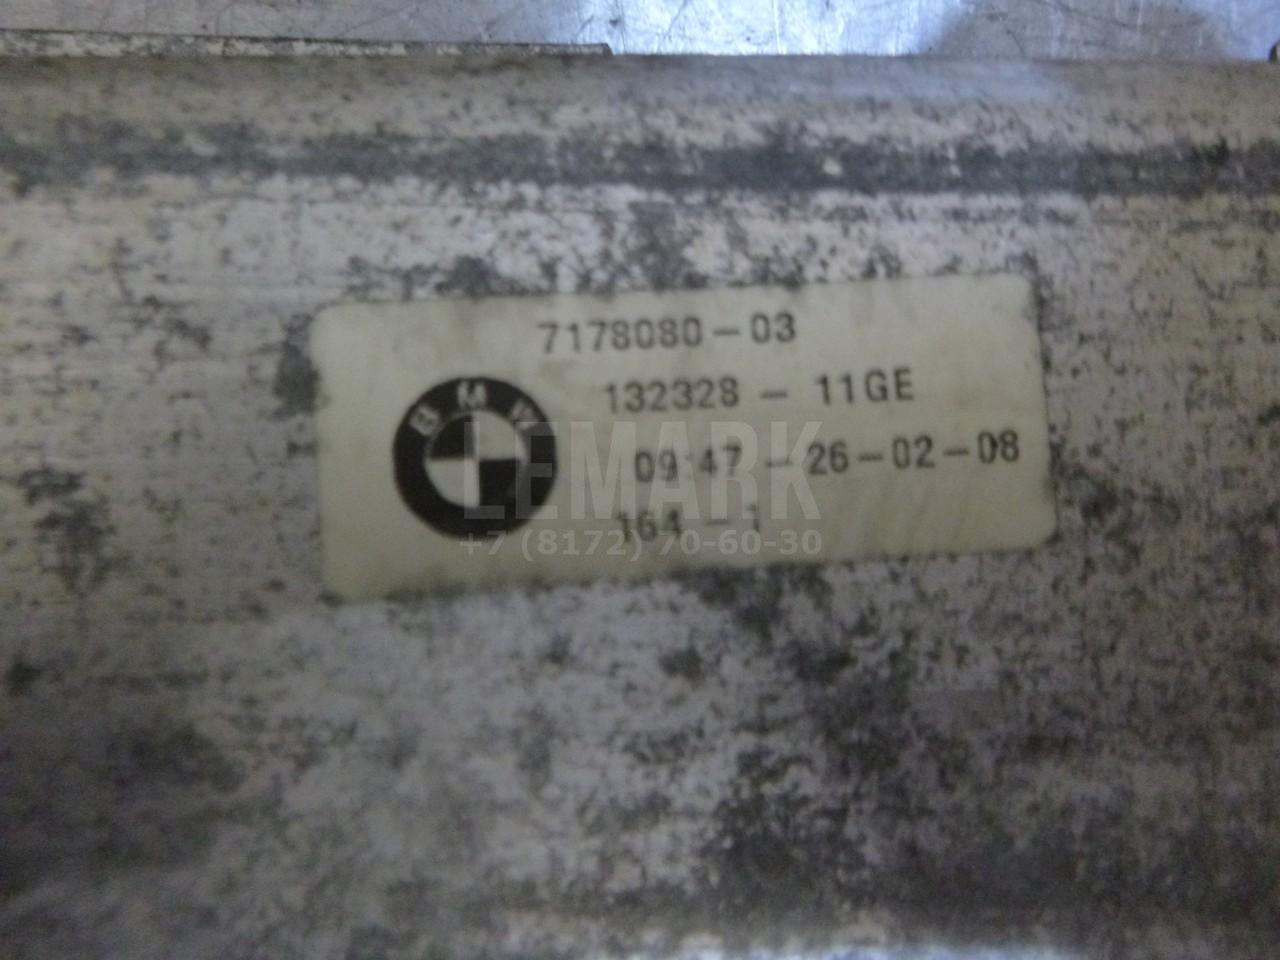 7178080-03
BMW
132328 - 11GE
09:47 - 26-02-08
164 - 1
LEMARK
+7 (8172) 70-60-30